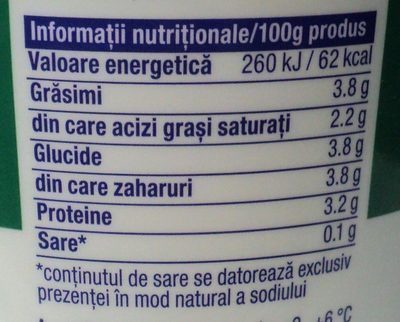 Informații nutriționale/100g produs
Valoare energetică 260 kJ / 62 kcal
Grăsimi 3.8 g
din care acizi grași saturați 2.2 g
Glucide 3.8 g
din care zaharuri 3.8 g
Proteine 3.2 g
Sare* 0.1 g
*conținutul de sare se datorează exclusiv
prezenței în mod natural a sodiului
+6 °C